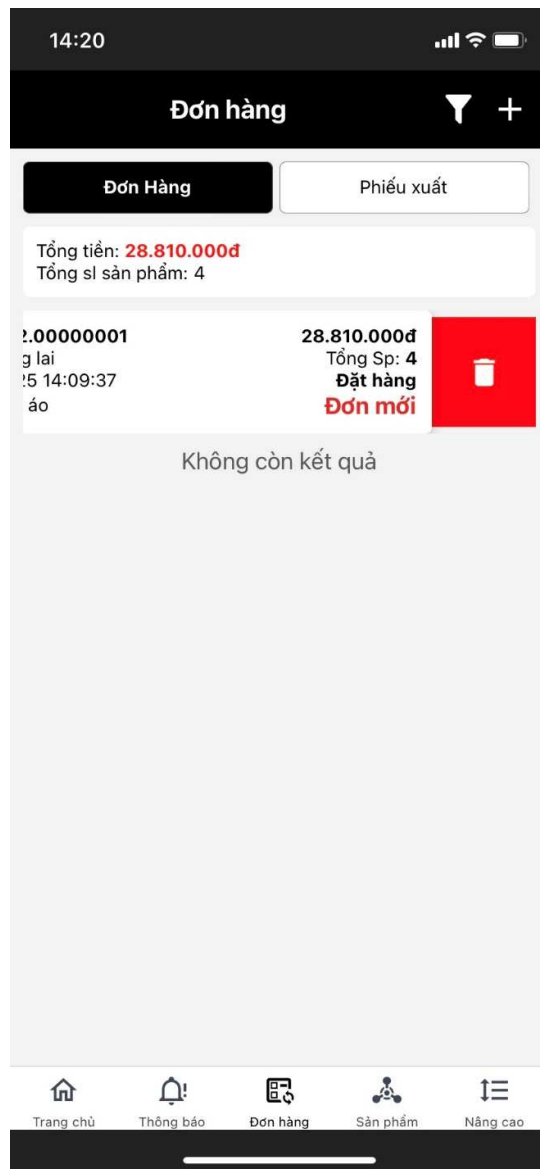 14:20
Đơn hàng
Đơn Hàng
Phiếu xuất
Tổng tiền: 28.810.000đ
Tổng sl sản phẩm: 4
.00000001
28.810.000đ
g lai
Tổng Sp: 4
25 14:09:37
Đặt hàng
áo
Đơn mới
Không còn kết quả
Trang chủ
Thông báo
Đơn hàng
Sản phẩm
Nâng cao